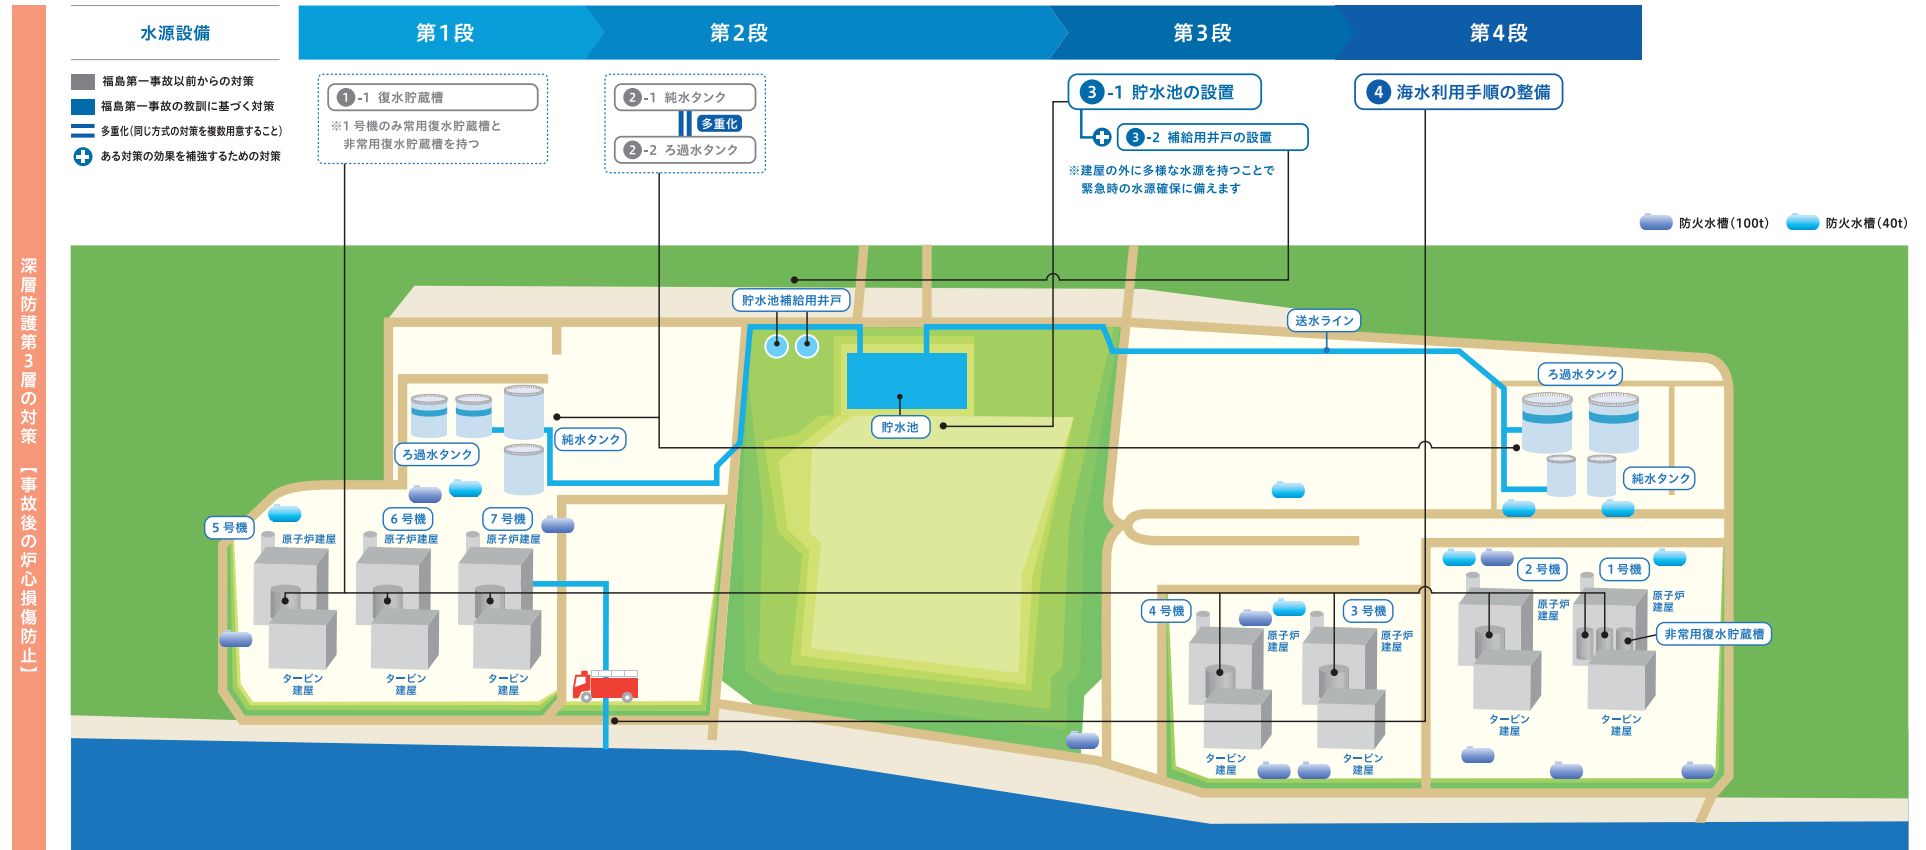 深層防護第3層の対策 【事故後の炉心損傷防止】
水源設備
第1段
第2段
第3段
第4段
福島第一事故以前からの対策
福島第一事故の教訓に基づく対策
多重化(同じ方式の対策を複数用意すること)
ある対策の効果を補強するための対策
1-1 復水貯蔵槽
※1号機のみ常用復水貯蔵槽と
非常用復水貯蔵槽を持つ
2-1 純水タンク
多重化
2-2 ろ過水タンク
3-1 貯水池の設置
3-2 補給用井戸の設置
※建屋の外に多様な水源を持つことで
緊急時の水源確保に備えます
4 海水利用手順の整備
防火水槽(100t)
防火水槽(40t)
貯水池補給用井戸
送水ライン
ろ過水タンク
貯水池
純水タンク
ろ過水タンク
純水タンク
5号機
6号機
7号機
原子炉建屋
原子炉建屋
原子炉建屋
タービン
建屋
タービン
建屋
タービン
建屋
2号機
1号機
原子炉
建屋
原子炉
建屋
4号機
3号機
原子炉
建屋
原子炉
建屋
非常用復水貯蔵槽
タービン
建屋
タービン
建屋
タービン
建屋
タービン
建屋